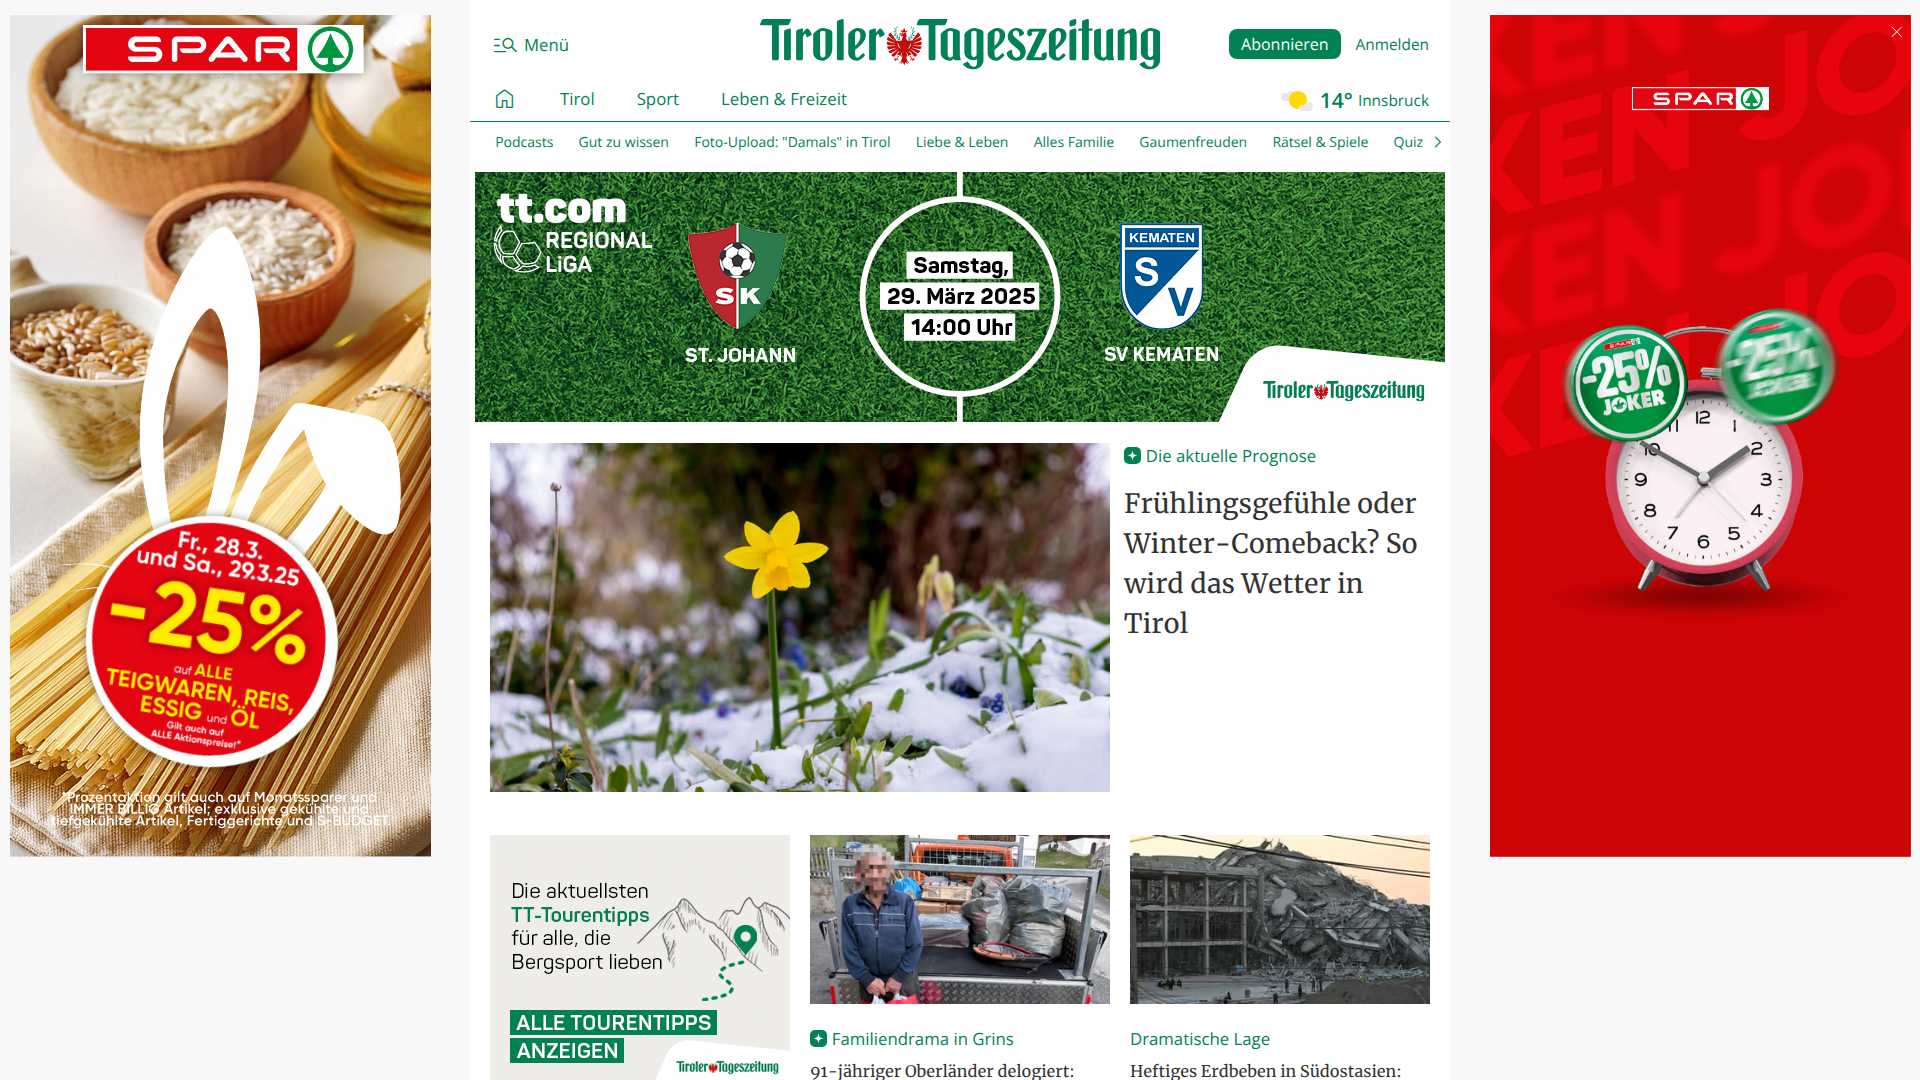 SPAR
Fr., 28.3.
und Sa., 29.3.25
-25%
auf ALLE
TEIGWAREN, REIS,
ESSIG und ÖL
Gilt auch auf
ALLE Aktionspreise!*
*Prozentaktion gilt auch auf Monatssparer und
IMMER BILLIG Artikel; exklusive gekühlte und
tiefgekühlte Artikel, Fertiggerichte und S-BUDGET.
Menü
Tiroler Tageszeitung
Abonnieren
Anmelden
Tirol
Sport
Leben & Freizeit
14° Innsbruck
Podcasts
Gut zu wissen
Foto-Upload: "Damals" in Tirol
Liebe & Leben
Alles Familie
Gaumenfreuden
Rätsel & Spiele
Quiz
tt.com
REGIONAL
LiGA
SK
ST. JOHANN
Samstag,
29. März 2025
14:00 Uhr
KEMATEN
S
V
SV KEMATEN
Tiroler Tageszeitung
Die aktuelle Prognose
Frühlingsgefühle oder
Winter-Comeback? So
wird das Wetter in
Tirol
Die aktuellsten
TT-Tourentipps
für alle, die
Bergsport lieben
ALLE TOURENTIPPS
ANZEIGEN
Tiroler Tageszeitung
Familiendrama in Grins
91-jähriger Oberländer delogiert:
Dramatische Lage
Heftiges Erdbeben in Südostasien:
SPAR
-25%
JOKER
-25%
JOKER
12
1
2
3
4
5
6
7
8
9
10
11